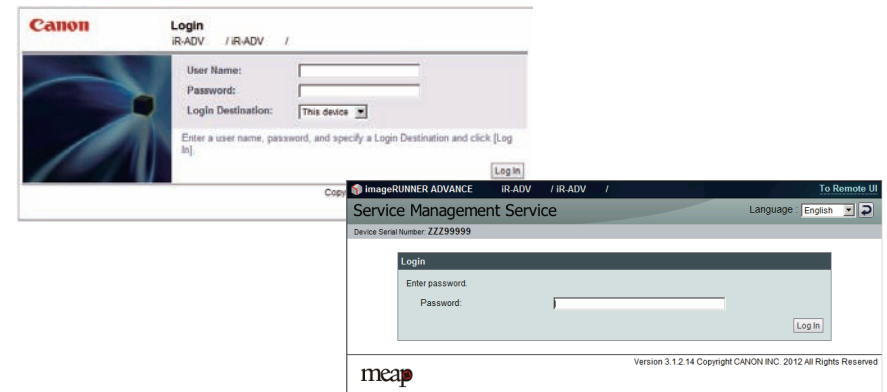 Canon
Login
iR-ADV / iR-ADV /
User Name:
Password:
Login Destination: This device
Enter a user name, password, and specify a Login Destination and click [Log
In].
Log In
Copy
imageRUNNER ADVANCE iR-ADV / iR-ADV / To Remote UI
Service Management Service Language : English
Device Serial Number: ZZZ99999
Login
Enter password.
Password:
Log In
meap
Version 3.1.2.14 Copyright CANON INC. 2012 All Rights Reserved